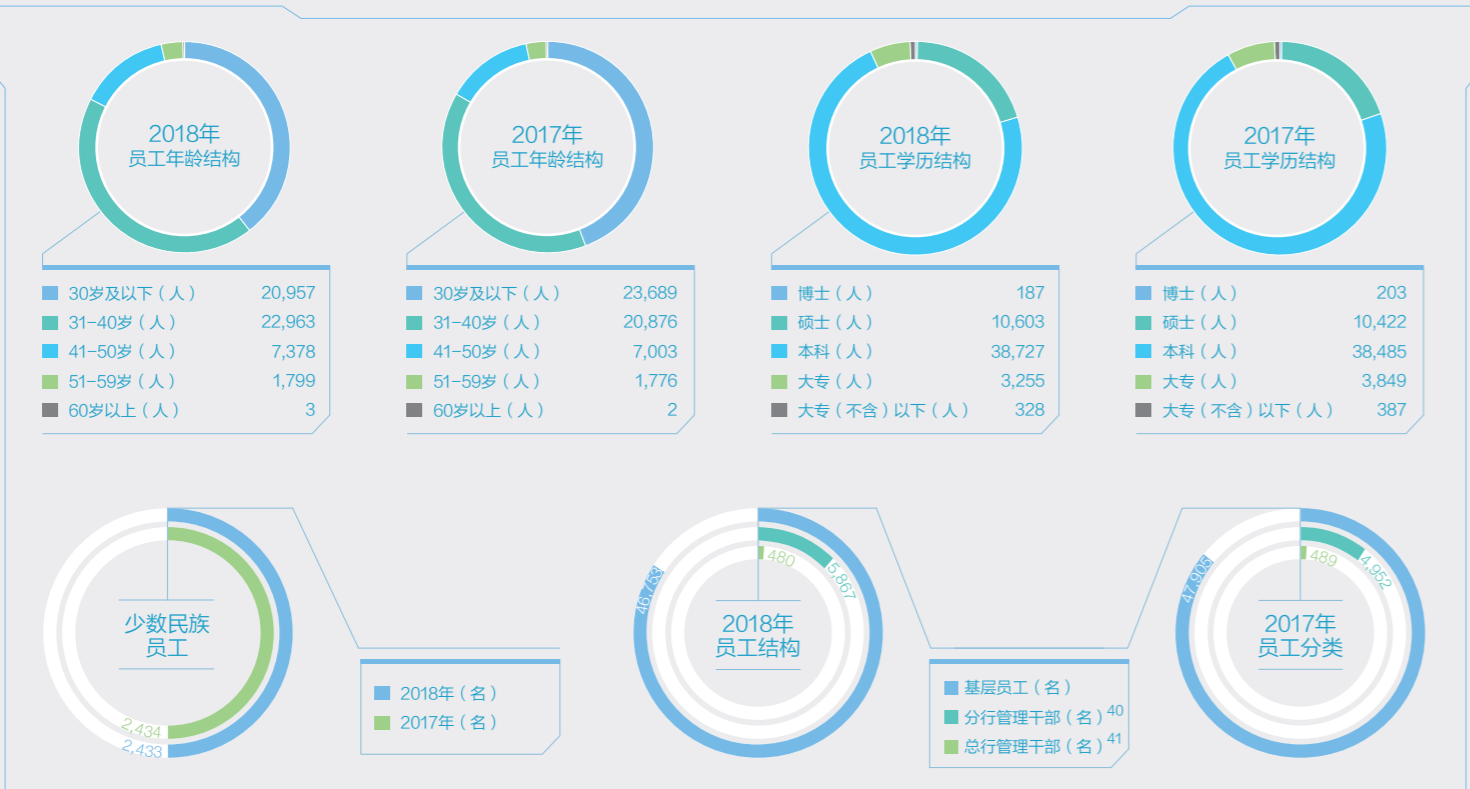 2018年
员工年龄结构
30岁及以下（人） 20,957
31-40岁（人） 22,963
41-50岁（人） 7,378
51-59岁（人） 1,799
60岁以上（人） 3
2017年
员工年龄结构
30岁及以下（人） 23,689
31-40岁（人） 20,876
41-50岁（人） 7,003
51-59岁（人） 1,776
60岁以上（人） 2
2018年
员工学历结构
博士（人） 187
硕士（人） 10,603
本科（人） 38,727
大专（人） 3,255
大专（不含）以下（人） 328
2017年
员工学历结构
博士（人） 203
硕士（人） 10,422
本科（人） 38,485
大专（人） 3,849
大专（不含）以下（人） 387
少数民族
员工
2,434
2,433
2018年（名）
2017年（名）
480
5,867
46,753
2018年
员工结构
基层员工（名）
分行管理干部（名）40
总行管理干部（名）41
489
4,952
47,905
2017年
员工分类